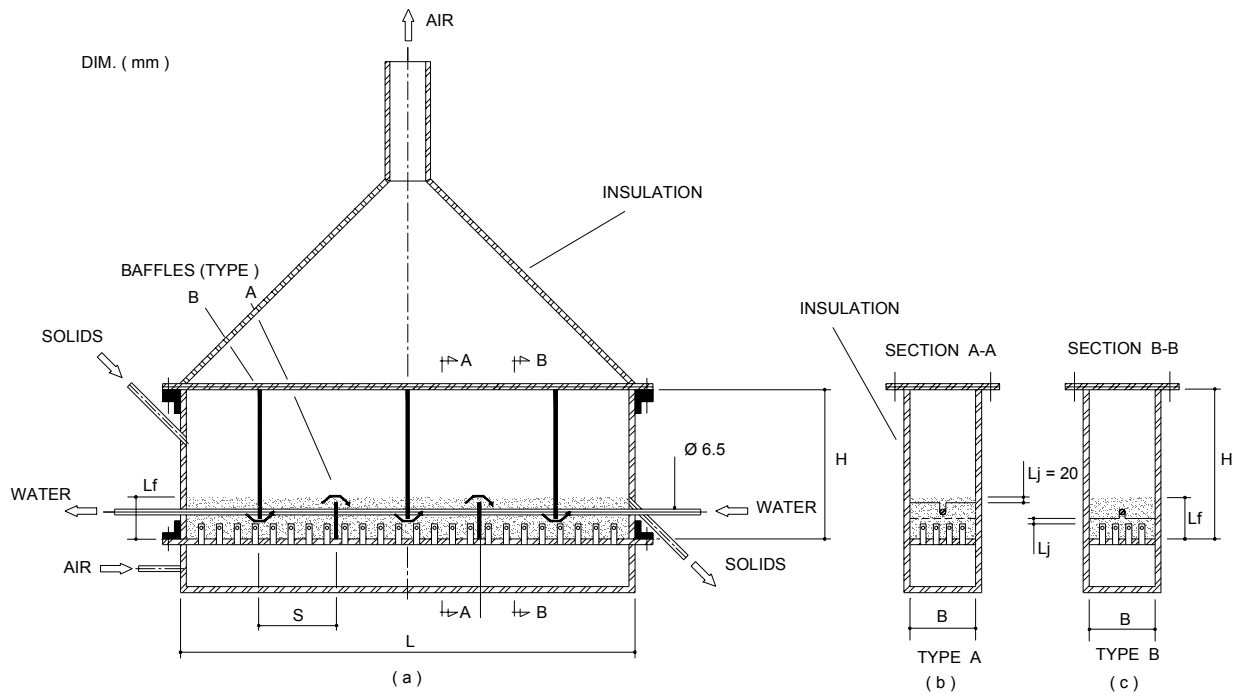 AIR
DIM. ( mm )
INSULATION
BAFFLES (TYPE )
B
A
SOLIDS
A
B
INSULATION
SECTION A-A
SECTION B-B
Ø 6.5
H
Lj = 20
H
WATER
Lf
WATER
Lf
Lj
AIR
SOLIDS
S
A
B
B
B
L
TYPE A
TYPE B
( a )
( b )
( c )